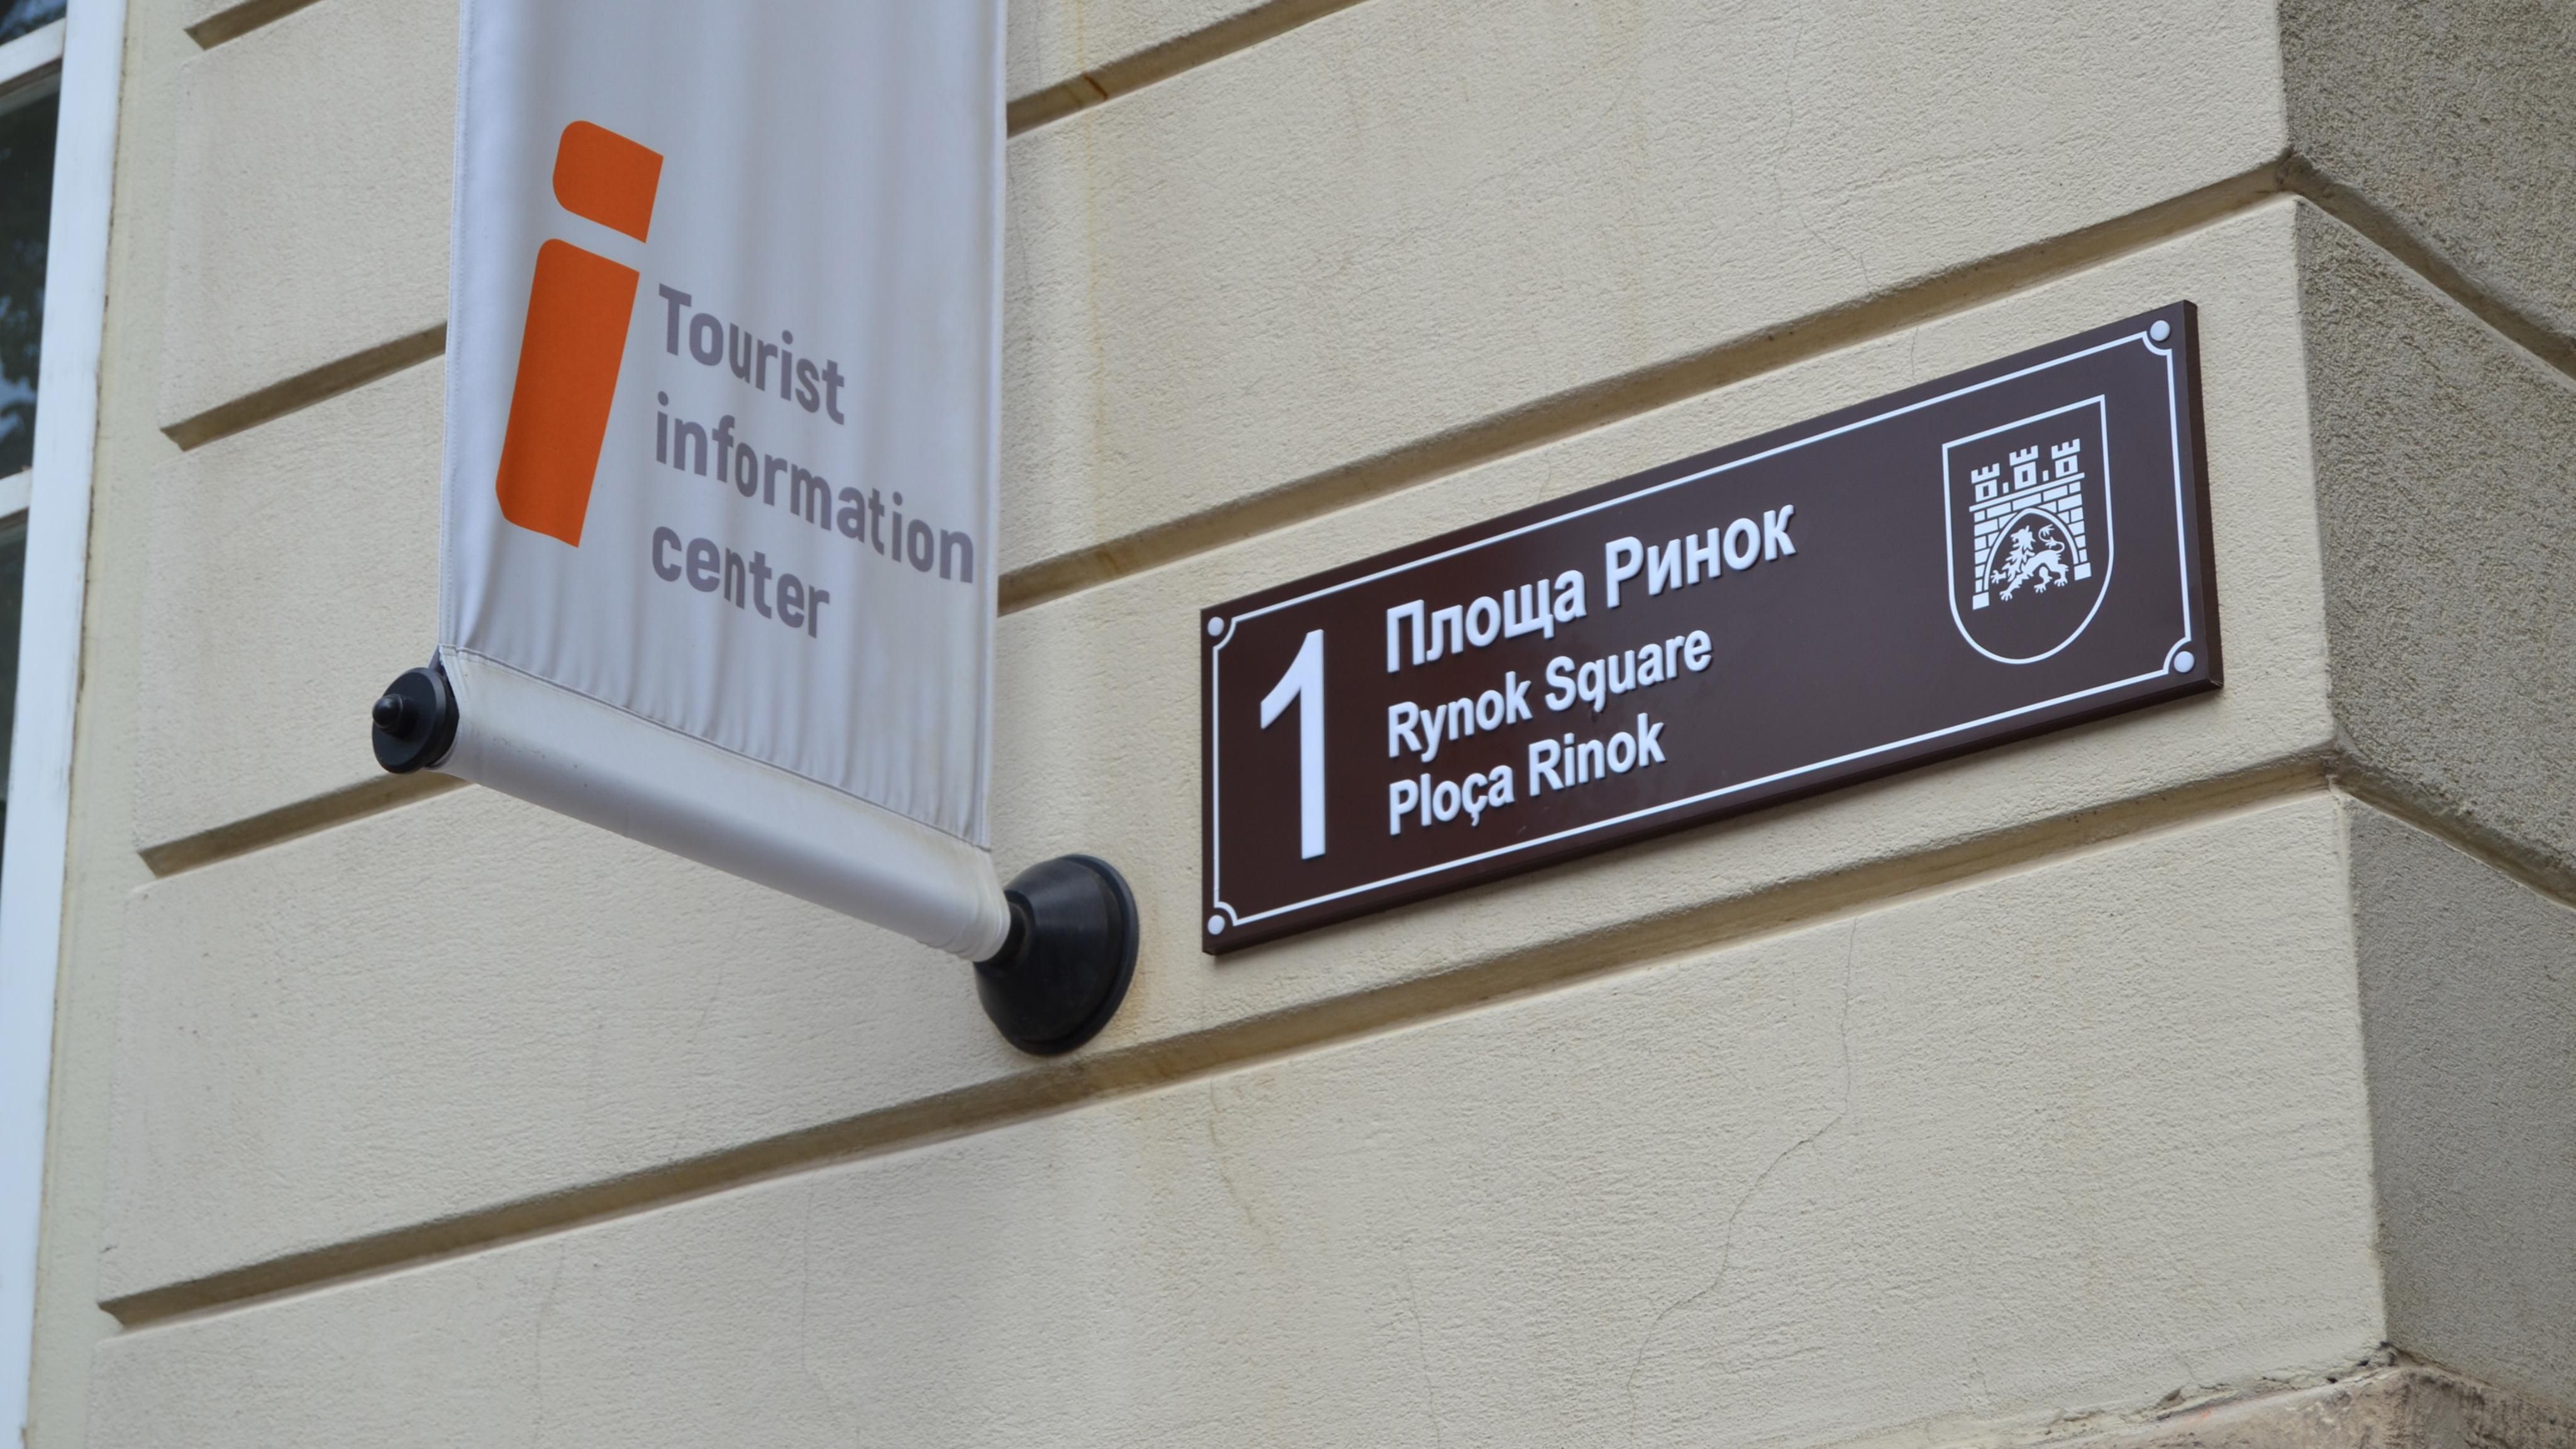 i
Tourist
information
center
1
Площа Ринок
Rynok Square
Ploça Rinok